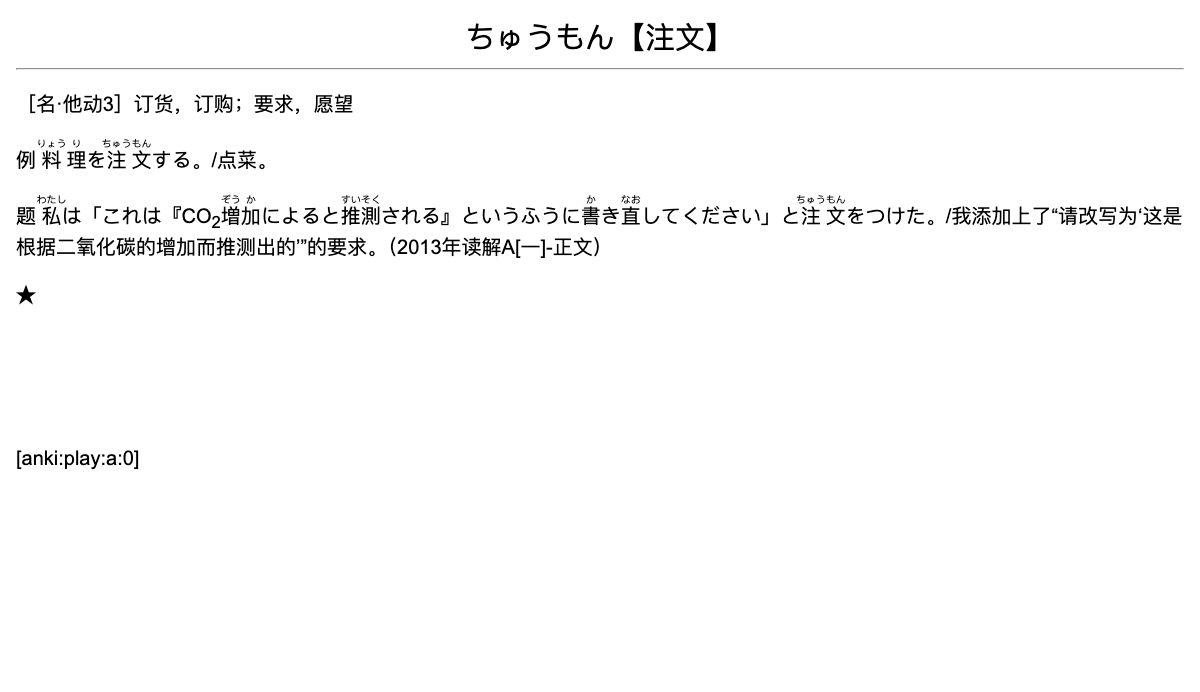 ちゅうもん【注文】
［名·他动3］订货，订购；要求，愿望
りょう り ちゅうもん
例 料 理を注 文する。/点菜。
わたし ぞう か すいそく か なお ちゅうもん
题 私は「これは『CO2増加によると推測される』というふうに書き直してください」と注 文をつけた。/我添加上了“请改写为‘这是
根据二氧化碳的增加而推测出的’”的要求。（2013年读解A[一]-正文）
★
[anki:play:a:0]